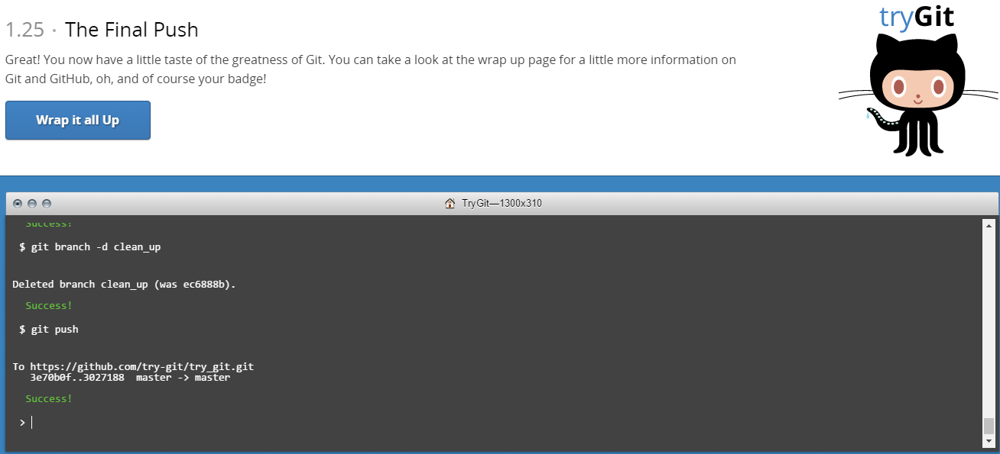 tryGit
1.25 · The Final Push
Great! You now have a little taste of the greatness of Git. You can take a look at the wrap up page for a little more information on
Git and GitHub, oh, and of course your badge!
Wrap it all Up
TryGit—1300x310
Success!
$ git branch -d clean_up
Deleted branch clean_up (was ec6888b).
Success!
$ git push
To https://github.com/try-git/try_git.git
3e70b0f..3027188  master -> master
Success!
>